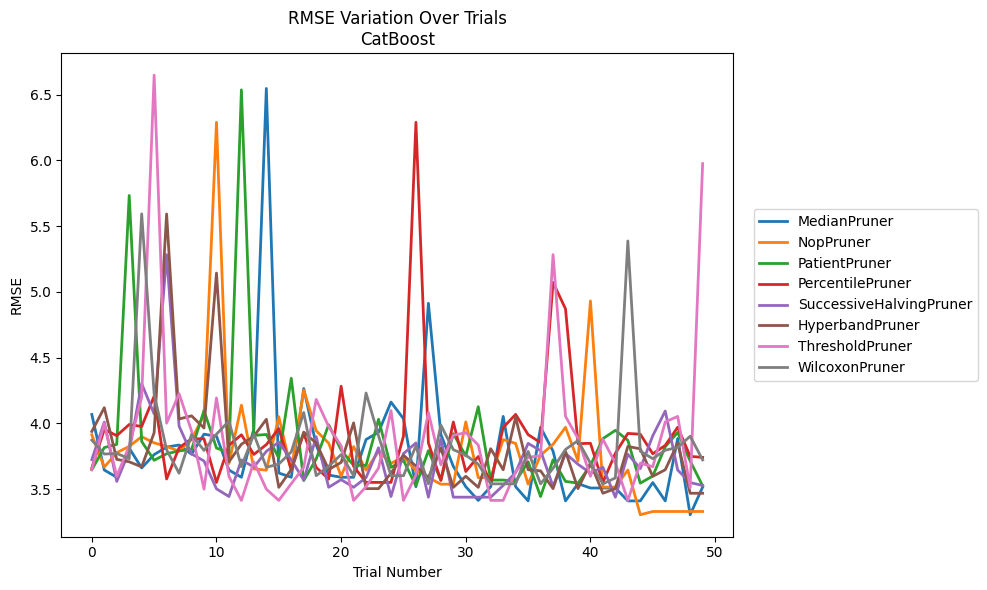 RMSE Variation Over Trials
CatBoost
RMSE
6.5
6.0
5.5
5.0
4.5
4.0
3.5
0 10 20 30 40 50
Trial Number
MedianPruner
NopPruner
PatientPruner
PercentilePruner
SuccessiveHalvingPruner
HyperbandPruner
ThresholdPruner
WilcoxonPruner